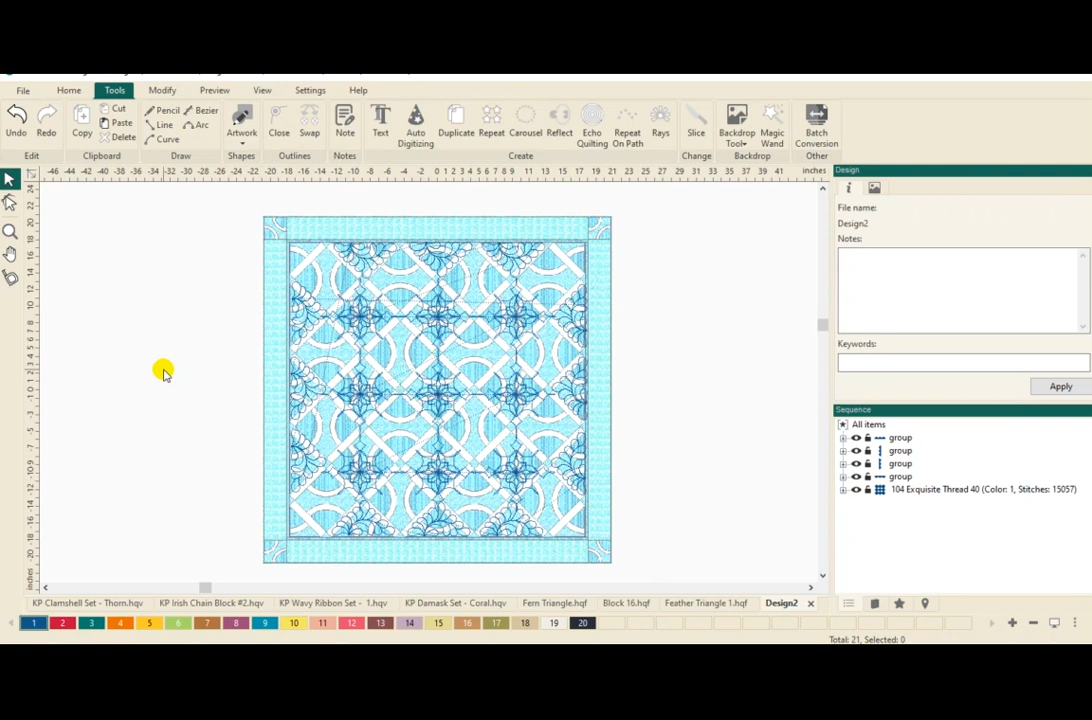 File Home Tools Modify Preview View Settings Help
Undo Redo Copy Cut Paste Delete Pencil Bezier Line Arc Curve Artwork Close Swap Note Text Auto Digitizing Duplicate Repeat Carousel Reflect Echo Quilting Repeat On Path Rays Slice Backdrop Tool Magic Wand Batch Conversion
Edit Clipboard Draw Shapes Outlines Notes Create Change Backdrop Other
inches
Design
File name:
Design2
Notes:
Keywords:
Apply
Sequence
All items
group
group
group
group
104 Exquisite Thread 40 (Color: 1, Stitches: 15057)
inches
KP Clamshell Set - Thorn.hqv KP Irish Chain Block #2.hqv KP Wavy Ribbon Set - 1.hqv KP Damask Set - Coral.hqv Fern Triangle.hqf Block 16.hqf Feather Triangle 1.hqf Design2 x
1 2 3 4 5 6 7 8 9 10 11 12 13 14 15 16 17 18 19 20
Total: 21, Selected: 0